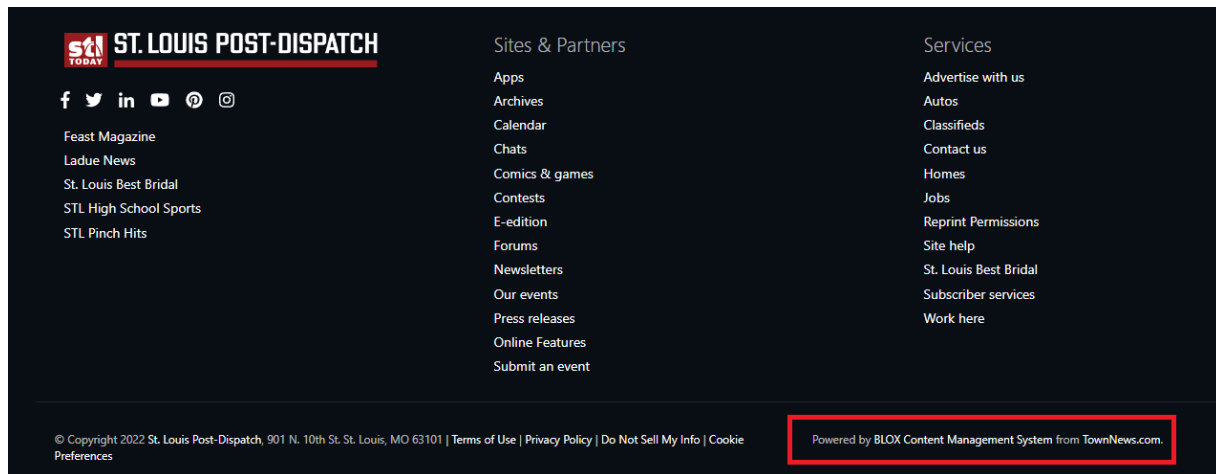 stl
TODAY
ST. LOUIS POST-DISPATCH
Feast Magazine
Ladue News
St. Louis Best Bridal
STL High School Sports
STL Pinch Hits
Sites & Partners
Apps
Archives
Calendar
Chats
Comics & games
Contests
E-edition
Forums
Newsletters
Our events
Press releases
Online Features
Submit an event
Services
Advertise with us
Autos
Classifieds
Contact us
Homes
Jobs
Reprint Permissions
Site help
St. Louis Best Bridal
Subscriber services
Work here
© Copyright 2022 St. Louis Post-Dispatch, 901 N. 10th St. St. Louis, MO 63101 | Terms of Use | Privacy Policy | Do Not Sell My Info | Cookie
Preferences
Powered by BLOX Content Management System from TownNews.com.